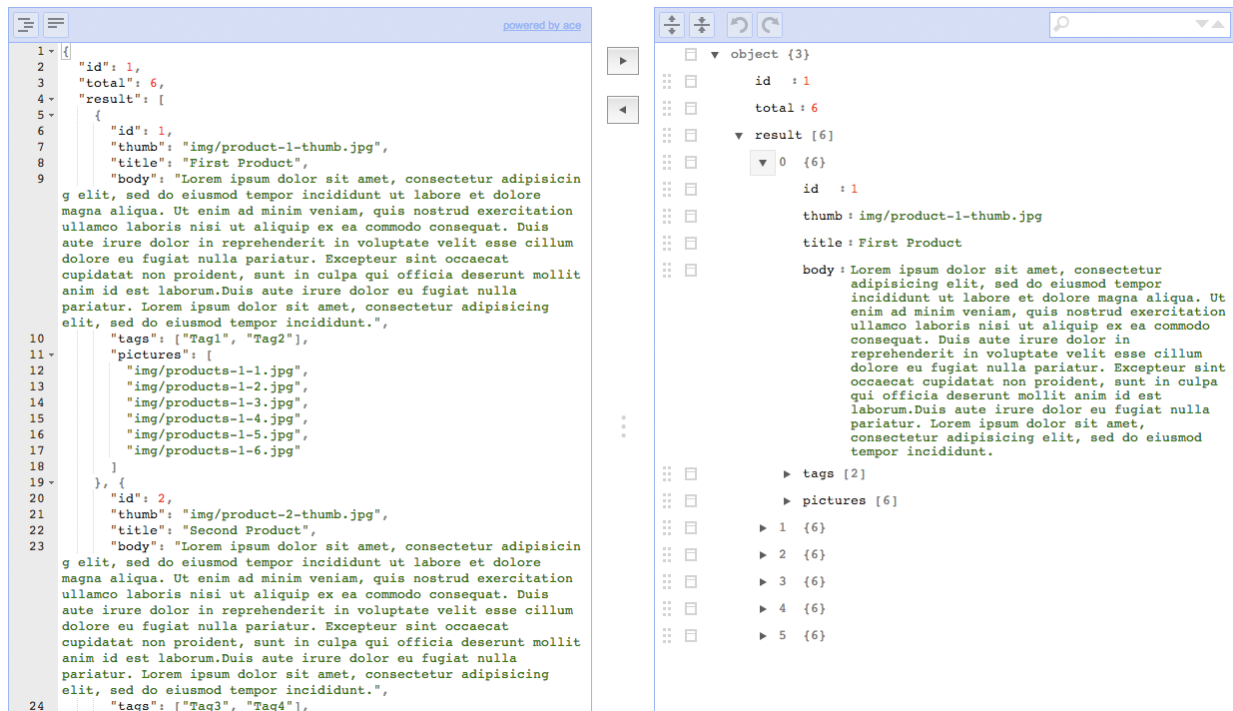 powered by ace
1 {
2 "id": 1,
3 "total": 6,
4 "result": [
5 {
6 "id": 1,
7 "thumb": "img/product-1-thumb.jpg",
8 "title": "First Product",
9 "body": "Lorem ipsum dolor sit amet, consectetur adipisicin
g elit, sed do eiusmod tempor incididunt ut labore et dolore
magna aliqua. Ut enim ad minim veniam, quis nostrud exercitation
ullamco laboris nisi ut aliquip ex ea commodo consequat. Duis
aute irure dolor in reprehenderit in voluptate velit esse cillum
dolore eu fugiat nulla pariatur. Excepteur sint occaecat
cupidatat non proident, sunt in culpa qui officia deserunt mollit
anim id est laborum.Duis aute irure dolor eu fugiat nulla
pariatur. Lorem ipsum dolor sit amet, consectetur adipisicing
elit, sed do eiusmod tempor incididunt.",
10 "tags": ["Tag1", "Tag2"],
11 "pictures": [
12 "img/products-1-1.jpg",
13 "img/products-1-2.jpg",
14 "img/products-1-3.jpg",
15 "img/products-1-4.jpg",
16 "img/products-1-5.jpg",
17 "img/products-1-6.jpg"
18 ]
19 }, {
20 "id": 2,
21 "thumb": "img/product-2-thumb.jpg",
22 "title": "Second Product",
23 "body": "Lorem ipsum dolor sit amet, consectetur adipisicin
g elit, sed do eiusmod tempor incididunt ut labore et dolore
magna aliqua. Ut enim ad minim veniam, quis nostrud exercitation
ullamco laboris nisi ut aliquip ex ea commodo consequat. Duis
aute irure dolor in reprehenderit in voluptate velit esse cillum
dolore eu fugiat nulla pariatur. Excepteur sint occaecat
cupidatat non proident, sunt in culpa qui officia deserunt mollit
anim id est laborum.Duis aute irure dolor eu fugiat nulla
pariatur. Lorem ipsum dolor sit amet, consectetur adipisicing
elit, sed do eiusmod tempor incididunt.",
24 "tags": ["Tag3", "Tag4"],
object {3}
id : 1
total : 6
result [6]
0 {6}
id : 1
thumb : img/product-1-thumb.jpg
title : First Product
body : Lorem ipsum dolor sit amet, consectetur
adipisicing elit, sed do eiusmod tempor
incididunt ut labore et dolore magna aliqua. Ut
enim ad minim veniam, quis nostrud exercitation
ullamco laboris nisi ut aliquip ex ea commodo
consequat. Duis aute irure dolor in
reprehenderit in voluptate velit esse cillum
dolore eu fugiat nulla pariatur. Excepteur sint
occaecat cupidatat non proident, sunt in culpa
qui officia deserunt mollit anim id est
laborum.Duis aute irure dolor eu fugiat nulla
pariatur. Lorem ipsum dolor sit amet,
consectetur adipisicing elit, sed do eiusmod
tempor incididunt.
tags [2]
pictures [6]
1 {6}
2 {6}
3 {6}
4 {6}
5 {6}